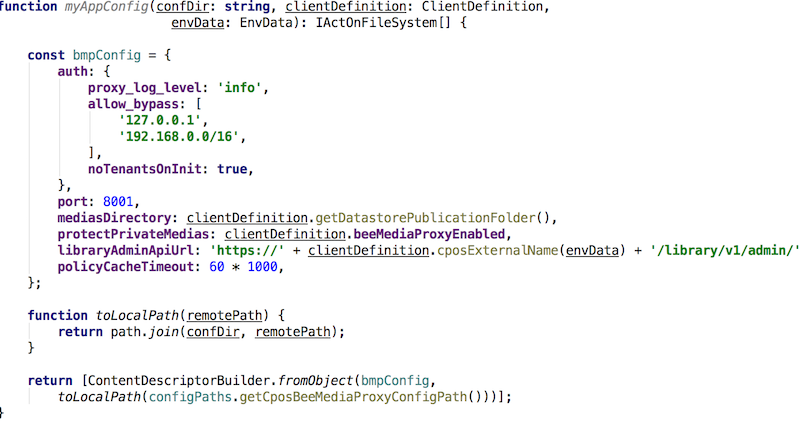 function myAppConfig(confDir: string, clientDefinition: ClientDefinition,
envData: EnvData): IActOnFileSystem[] {
const bmpConfig = {
auth: {
proxy_log_level: 'info',
allow_bypass: [
'127.0.0.1',
'192.168.0.0/16',
],
noTenantsOnInit: true,
},
port: 8001,
mediasDirectory: clientDefinition.getDatastorePublicationFolder(),
protectPrivateMedias: clientDefinition.beeMediaProxyEnabled,
libraryAdminApiUrl: 'https://' + clientDefinition.cposExternalName(envData) + '/library/v1/admin/'
policyCacheTimeout: 60 * 1000,
};
function toLocalPath(remotePath) {
return path.join(confDir, remotePath);
}
return [ContentDescriptorBuilder.fromObject(bmpConfig,
toLocalPath(configPaths.getCposBeeMediaProxyConfigPath()))];
}